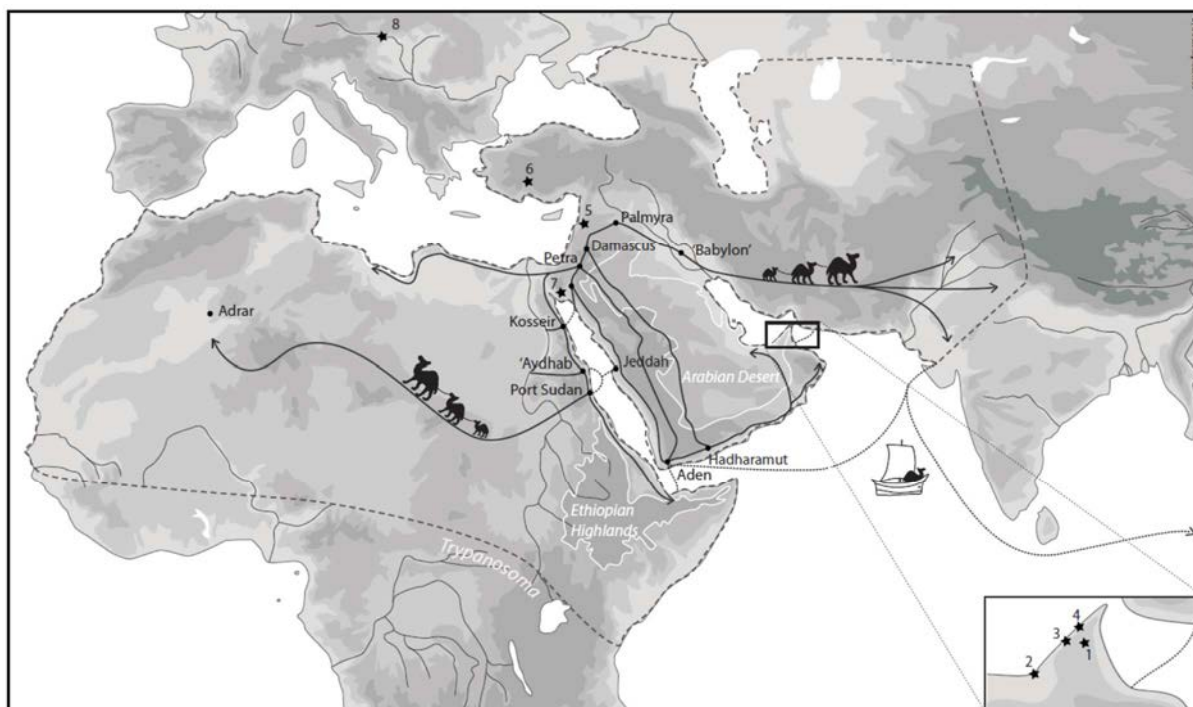 8
6
5
Palmyra
Damascus
'Babylon'
Petra
7
Adrar
Kosseir
'Aydhab
Jeddah
Arabian Desert
Port Sudan
Hadharamut
Aden
Ethiopian
Highlands
Trypanosoma
4
3
1
2